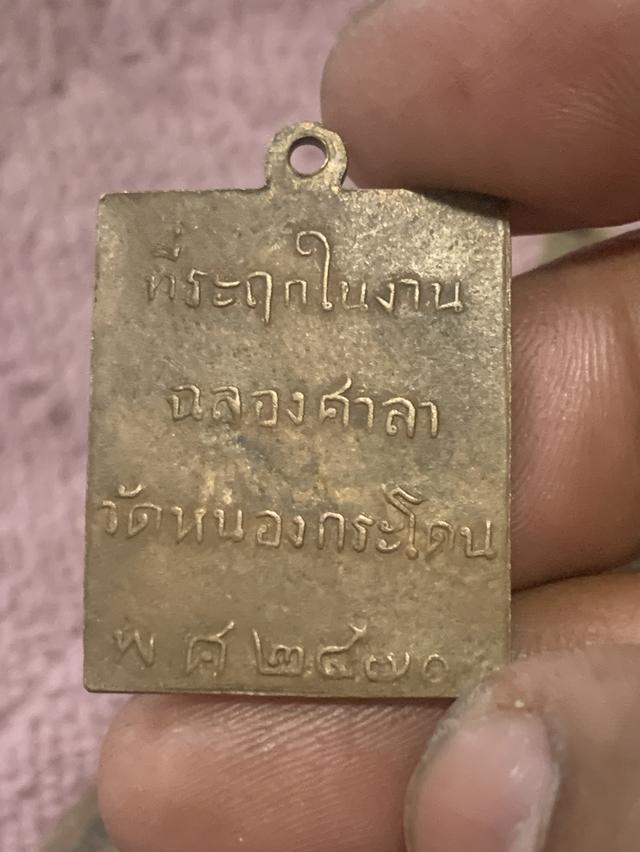 ที่ระฤกในงาน
ฉลองศาลา
วัดหนองกระโดน
พ ศ ๒๔๗๐